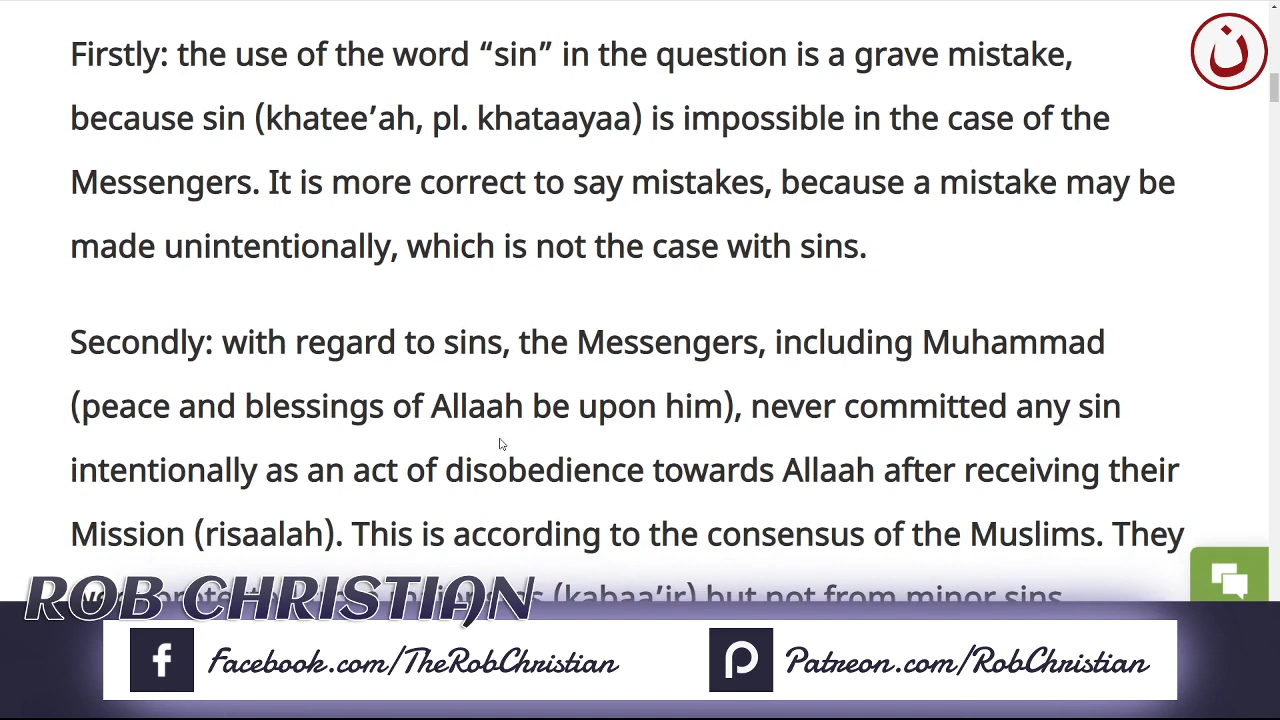 Firstly: the use of the word “sin” in the question is a grave mistake,
because sin (khatee’ah, pl. khataayaa) is impossible in the case of the
Messengers. It is more correct to say mistakes, because a mistake may be
made unintentionally, which is not the case with sins.
Secondly: with regard to sins, the Messengers, including Muhammad
(peace and blessings of Allaah be upon him), never committed any sin
intentionally as an act of disobedience towards Allaah after receiving their
Mission (risaalah). This is according to the consensus of the Muslims. They
(kabaa’ir) but not from minor sins
ROB CHRISTIAN
Facebook.com/TheRobChristian
Patreon.com/RobChristian
ن